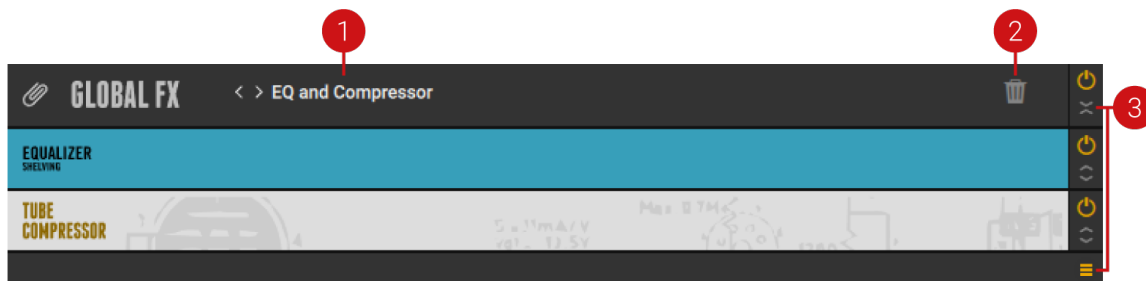 1
2
GLOBAL FX
< > EQ and Compressor
3
EQUALIZER
SHELVING
TUBE
COMPRESSOR